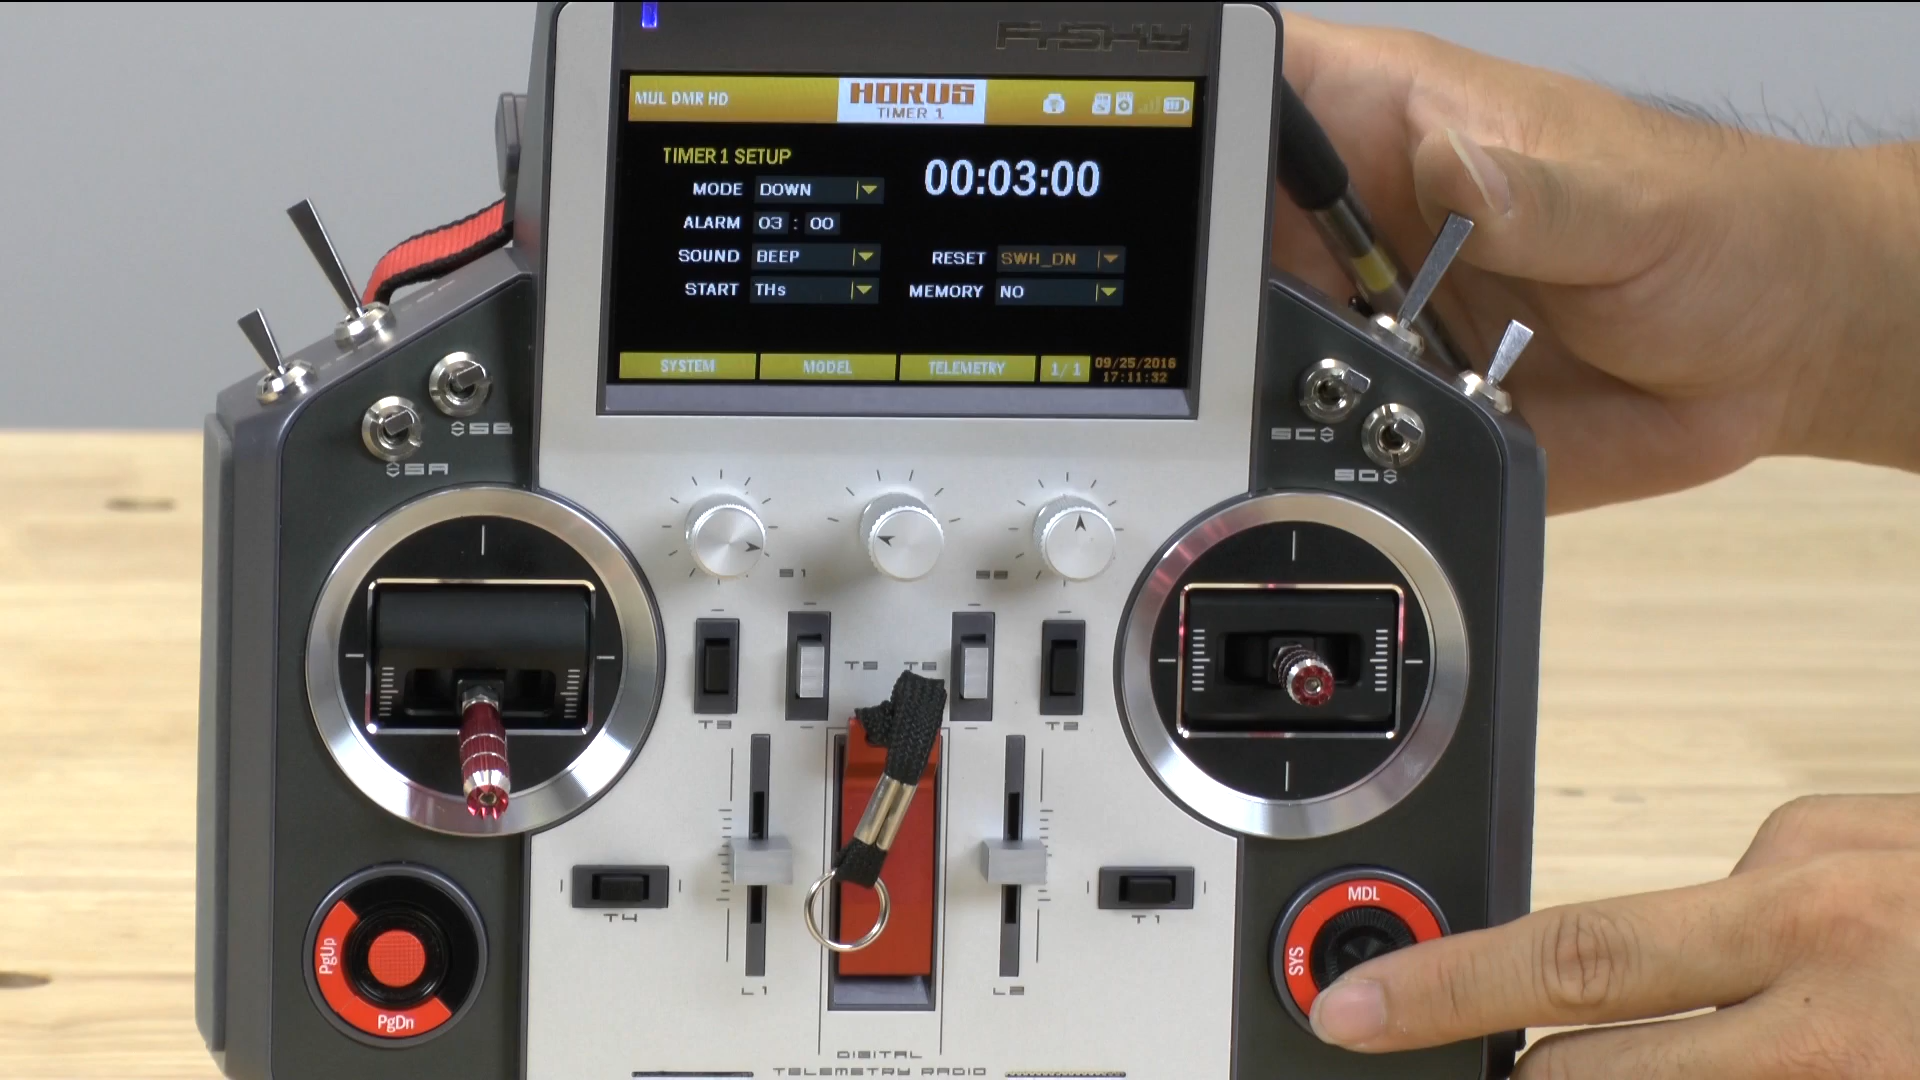 FrSky
MUL DMR HD
HORUS
TIMER 1
TIMER 1 SETUP
00:03:00
MODE DOWN
ALARM 03 : 00
SOUND BEEP
RESET SWH_DN
START THs
MEMORY NO
SYSTEM MODEL TELEMETRY 1/1
09/25/2016
17:11:32
SB
SA
SC
SD
S1
T5 T6
T3
T2
T4
T1
L1
L2
MDL
SYS
PgUp
PgDn
DIGITAL
TELEMETRY RADIO